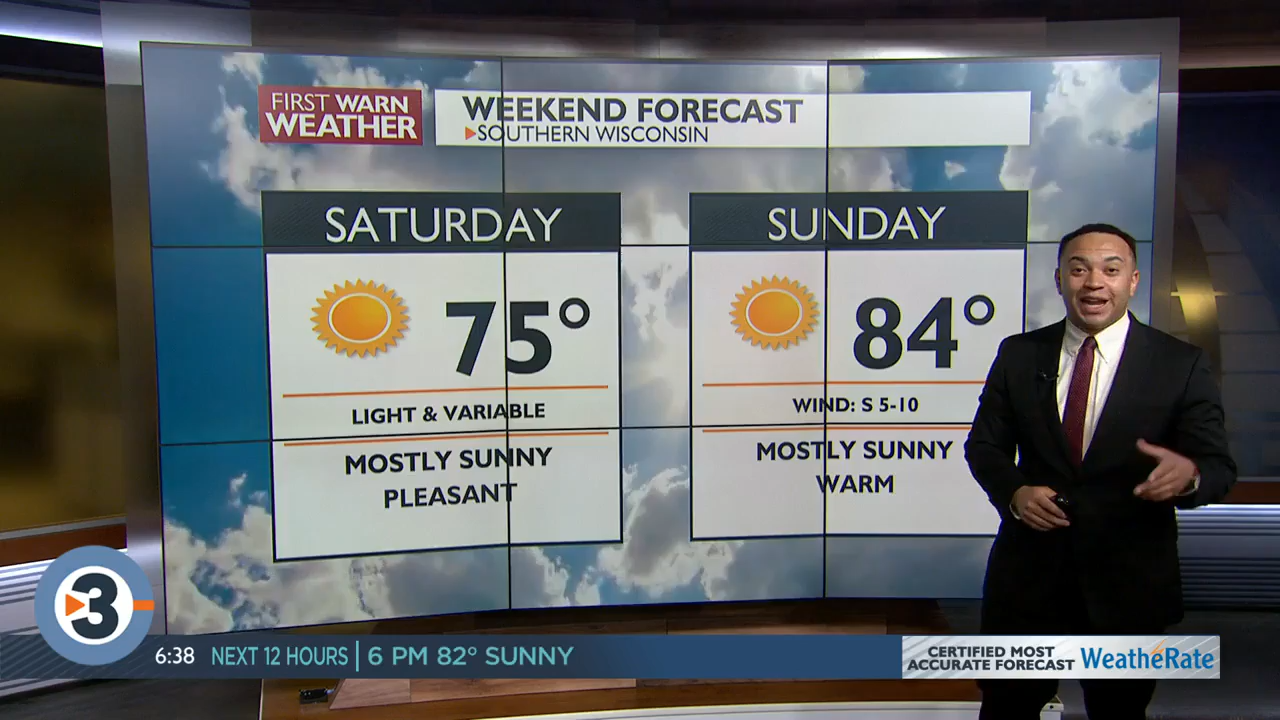 FIRST WARN
WEATHER
WEEKEND FORECAST
SOUTHERN WISCONSIN
SATURDAY
75°
LIGHT & VARIABLE
MOSTLY SUNNY
PLEASANT
SUNDAY
84°
WIND: S 5-10
MOSTLY SUNNY
WARM
3
6:38 NEXT 12 HOURS | 6 PM 82° SUNNY
CERTIFIED MOST
ACCURATE FORECAST
WeatheRate